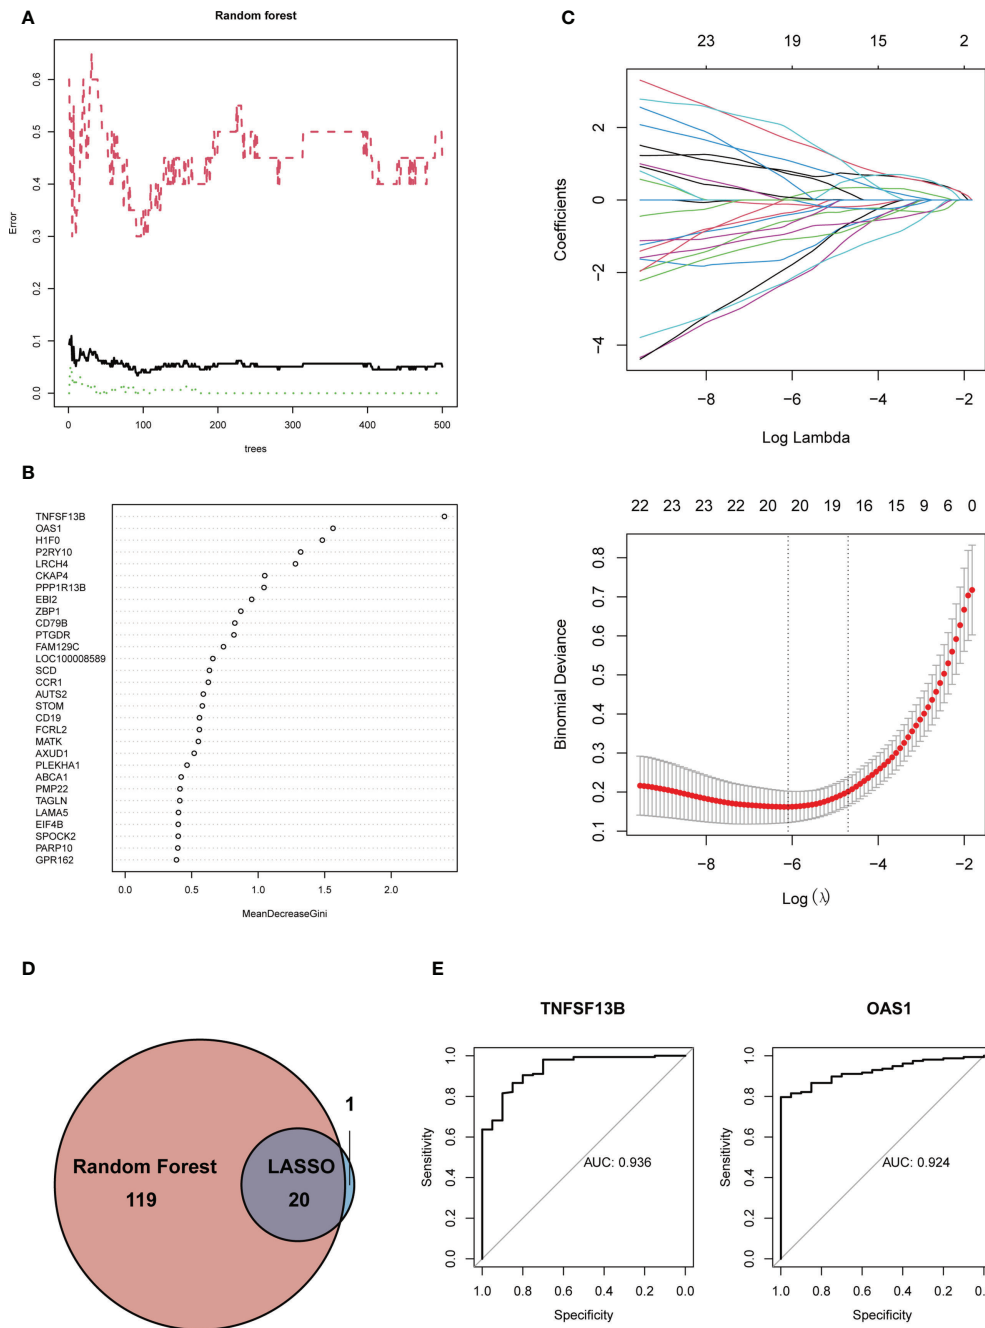 A
Random forest
0.6
0.5
0.4
0.3
0.2
0.1
0.0
Error
0
100
200
300
400
500
trees
B
TNFSF13B
OAS1
H1F0
P2RY10
LRCH4
CKAP4
PPP1R13B
EBI2
ZBP1
CD79B
PTGDR
FAM129C
LOC100008589
SCD
CCR1
AUTS2
STOM
CD19
FCRL2
MATK
AXUD1
PLEKHA1
ABCA1
PMP22
TAGLN
LAMA5
EIF4B
SPOCK2
PARP10
GPR162
0.0 0.5 1.0 1.5 2.0
MeanDecreaseGini
C
23 19 15 2
2
0
−2
−4
Coefficients
−8 −6 −4 −2
Log Lambda
22 23 23 22 20 20 19 16 15 9 6 0
0.8
0.7
0.6
0.5
0.4
0.3
0.2
0.1
Binomial Deviance
−8 −6 −4 −2
Log (λ)
D
Random Forest
119
LASSO
20
1
E
TNFSF13B
1.0
0.8
0.6
0.4
0.2
0.0
Sensitivity
AUC: 0.936
1.0 0.8 0.6 0.4 0.2 0.0
Specificity
OAS1
1.0
0.8
0.6
0.4
0.2
0.0
Sensitivity
AUC: 0.924
1.0 0.8 0.6 0.4 0.2 0.
Specificity